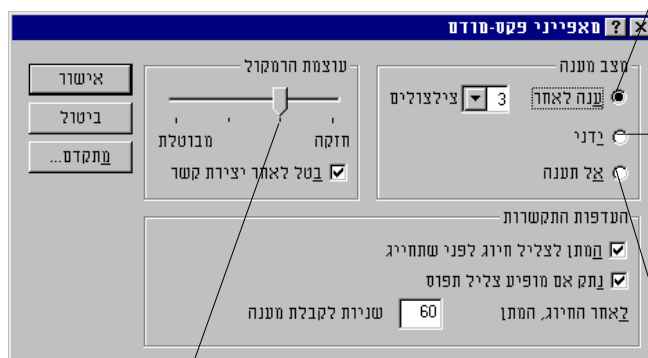 מאפייני פקס-מודם
מצב מענה
ענה לאחר 3 צילצולים
ידני
אל תענה
עוצמת הרמקול
חזקה מבוטלת
בטל לאחר יצירת קשר
אישור
ביטול
מתקדם...
העדפות התקשרות
המתן לצליל חיוג לפני שתחייג
נתק אם מופיע צליל תפוס
לאחר החיוג, המתן 60 שניות לקבלת מענה